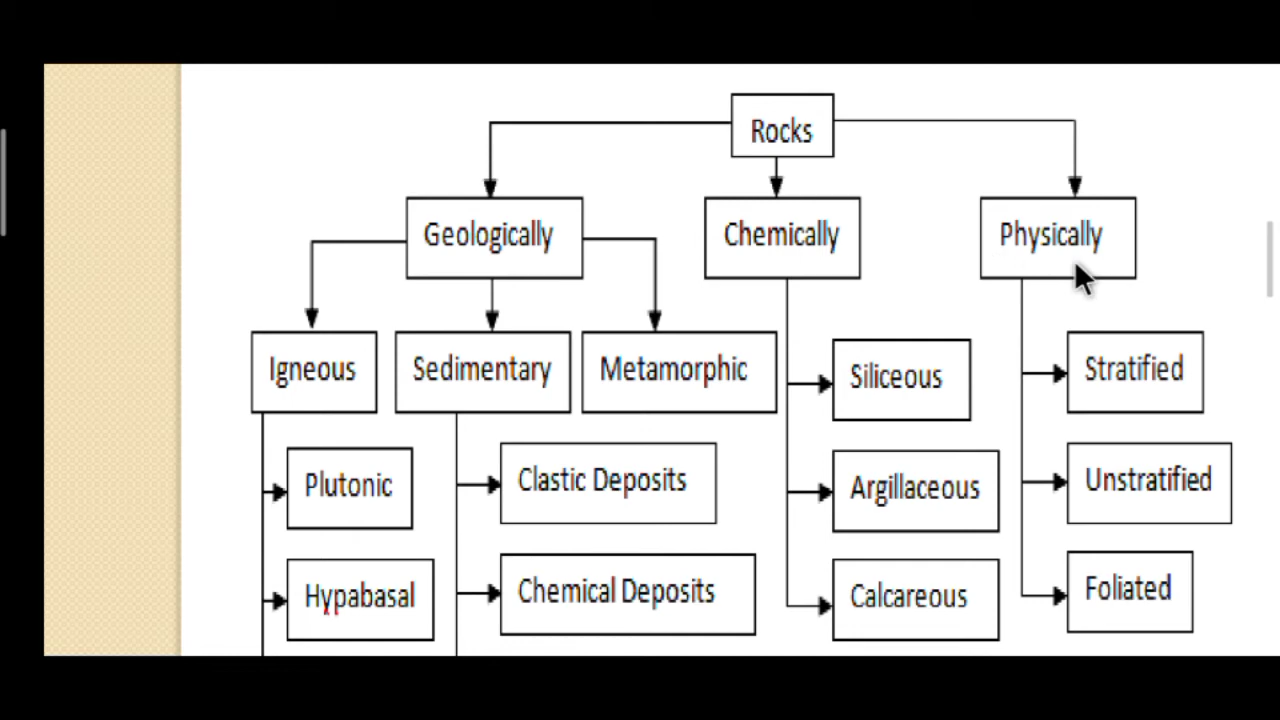 Rocks
Geologically
Chemically
Physically
Igneous
Sedimentary
Metamorphic
Siliceous
Stratified
Plutonic
Clastic Deposits
Argillaceous
Unstratified
Hypabasal
Chemical Deposits
Calcareous
Foliated